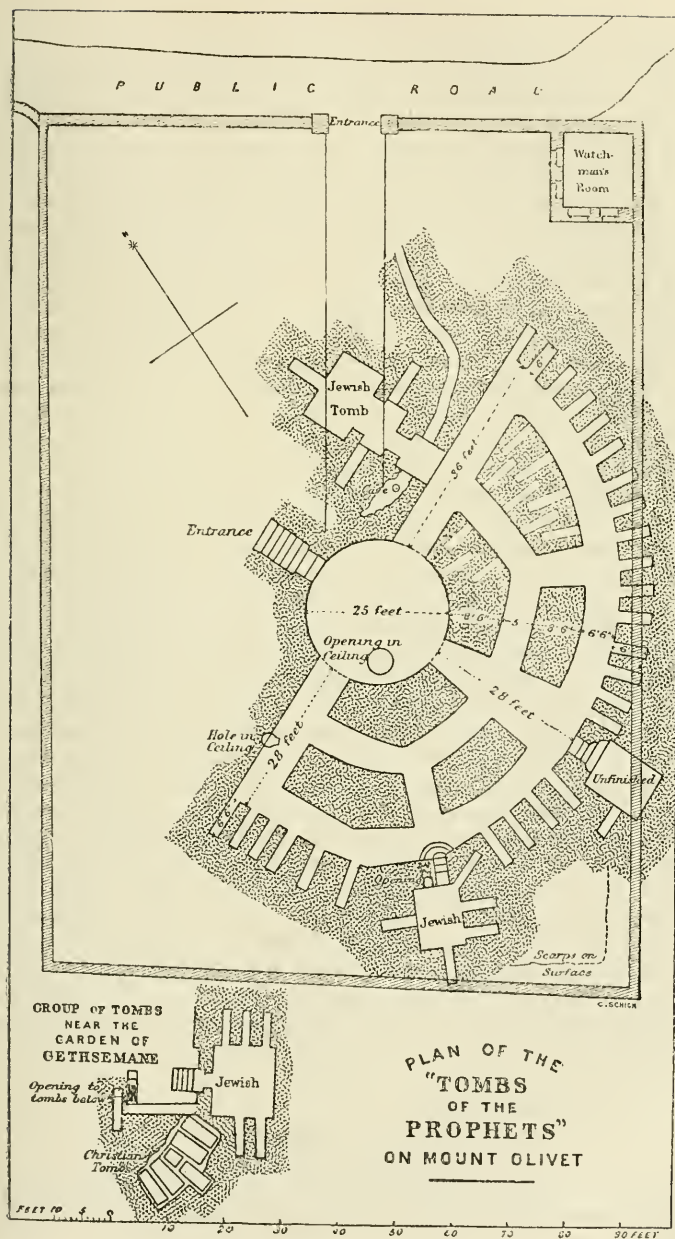 PUBLIC ROAD
Entrance
Watch-
man's
Room
N
Jewish
Tomb
Cave
36 feet
6'6"
Entrance
25 feet
8'6"
5
8'6"
6'6"
6'
Opening in
Ceiling
28 feet
Hole in
Ceiling
28 feet
Unfinished
Opening
Jewish
Scarps on
Surface
C. SCHICK
GROUP OF TOMBS
NEAR THE
GARDEN OF
GETHSEMANE
Opening to
tombs below
Jewish
Christian
Tomb
PLAN OF THE
"TOMBS
OF THE
PROPHETS"
ON MOUNT OLIVET
FEET 10 5 0 10 20 30 40 50 60 70 80 90 FEET